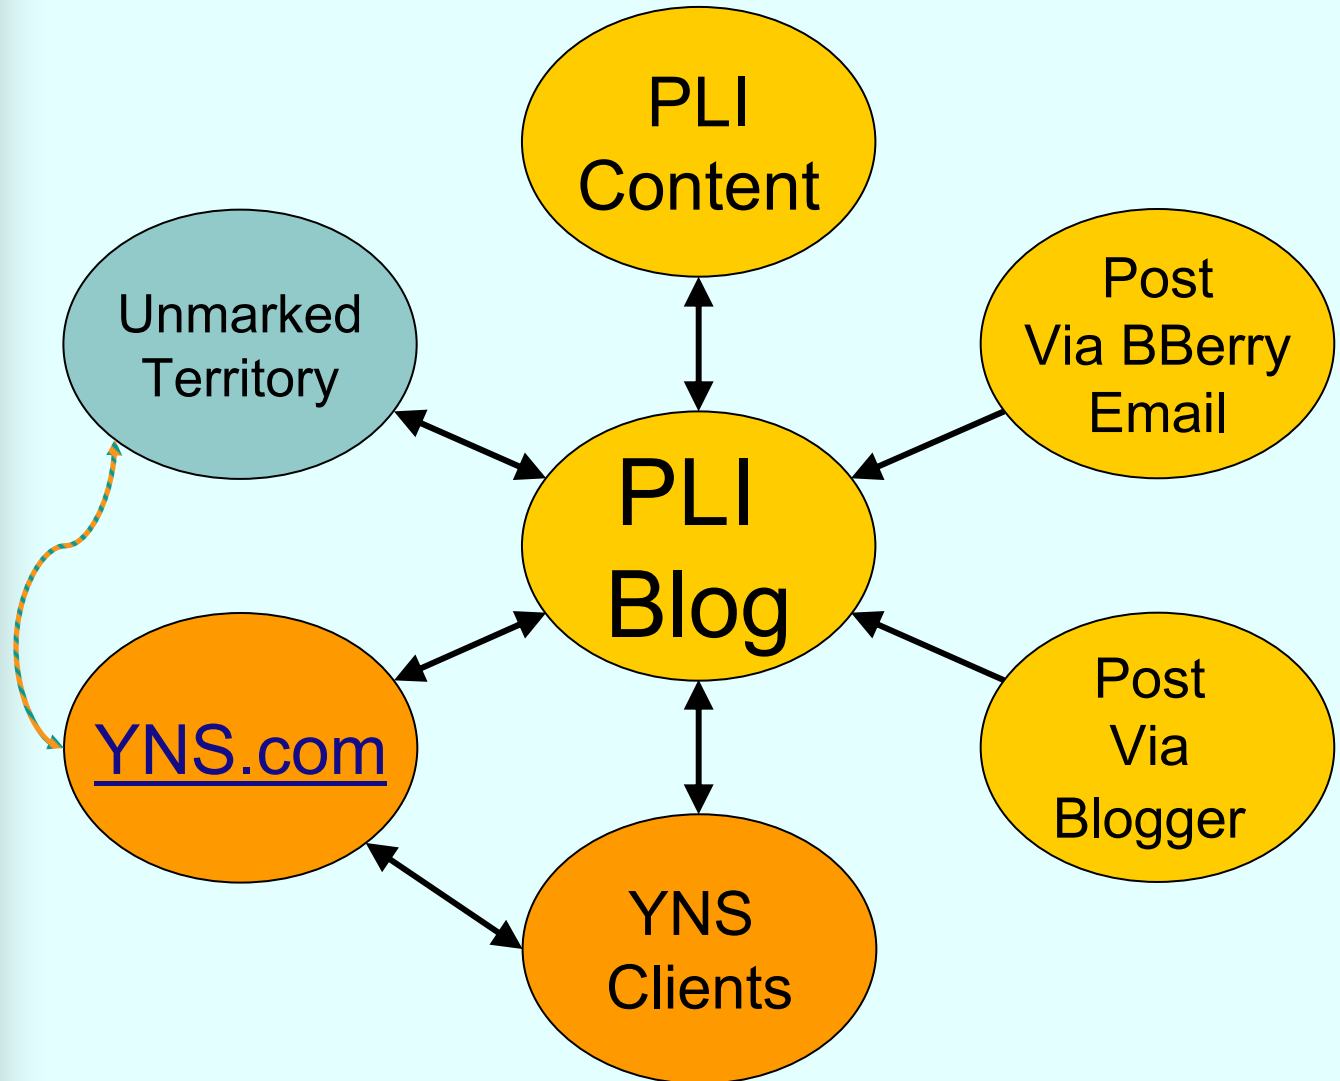 PLI
Content
Unmarked
Territory
Post
Via BBerry
Email
PLI
Blog
YNS.com
Post
Via
Blogger
YNS
Clients